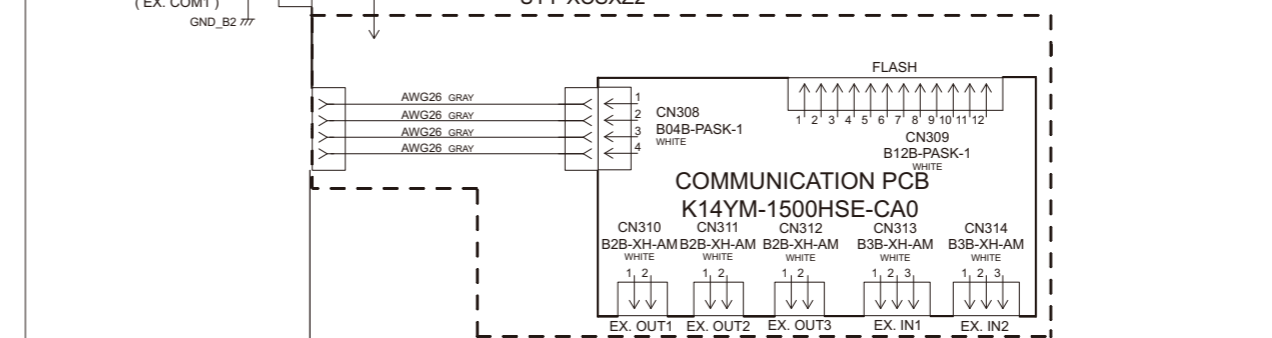 ( EX. COM1 )
GND_B2
FLASH
AWG26 GRAY
AWG26 GRAY
AWG26 GRAY
AWG26 GRAY
1
2
3
4
CN308
B04B-PASK-1
WHITE
1 2 3 4 5 6 7 8 9 10 11 12
CN309
B12B-PASK-1
WHITE
COMMUNICATION PCB
K14YM-1500HSE-CA0
CN310 CN311 CN312 CN313 CN314
B2B-XH-AM B2B-XH-AM B2B-XH-AM B3B-XH-AM B3B-XH-AM
WHITE WHITE WHITE WHITE WHITE
1 2 1 2 1 2 1 2 3 1 2 3
EX. OUT1 EX. OUT2 EX. OUT3 EX. IN1 EX. IN2